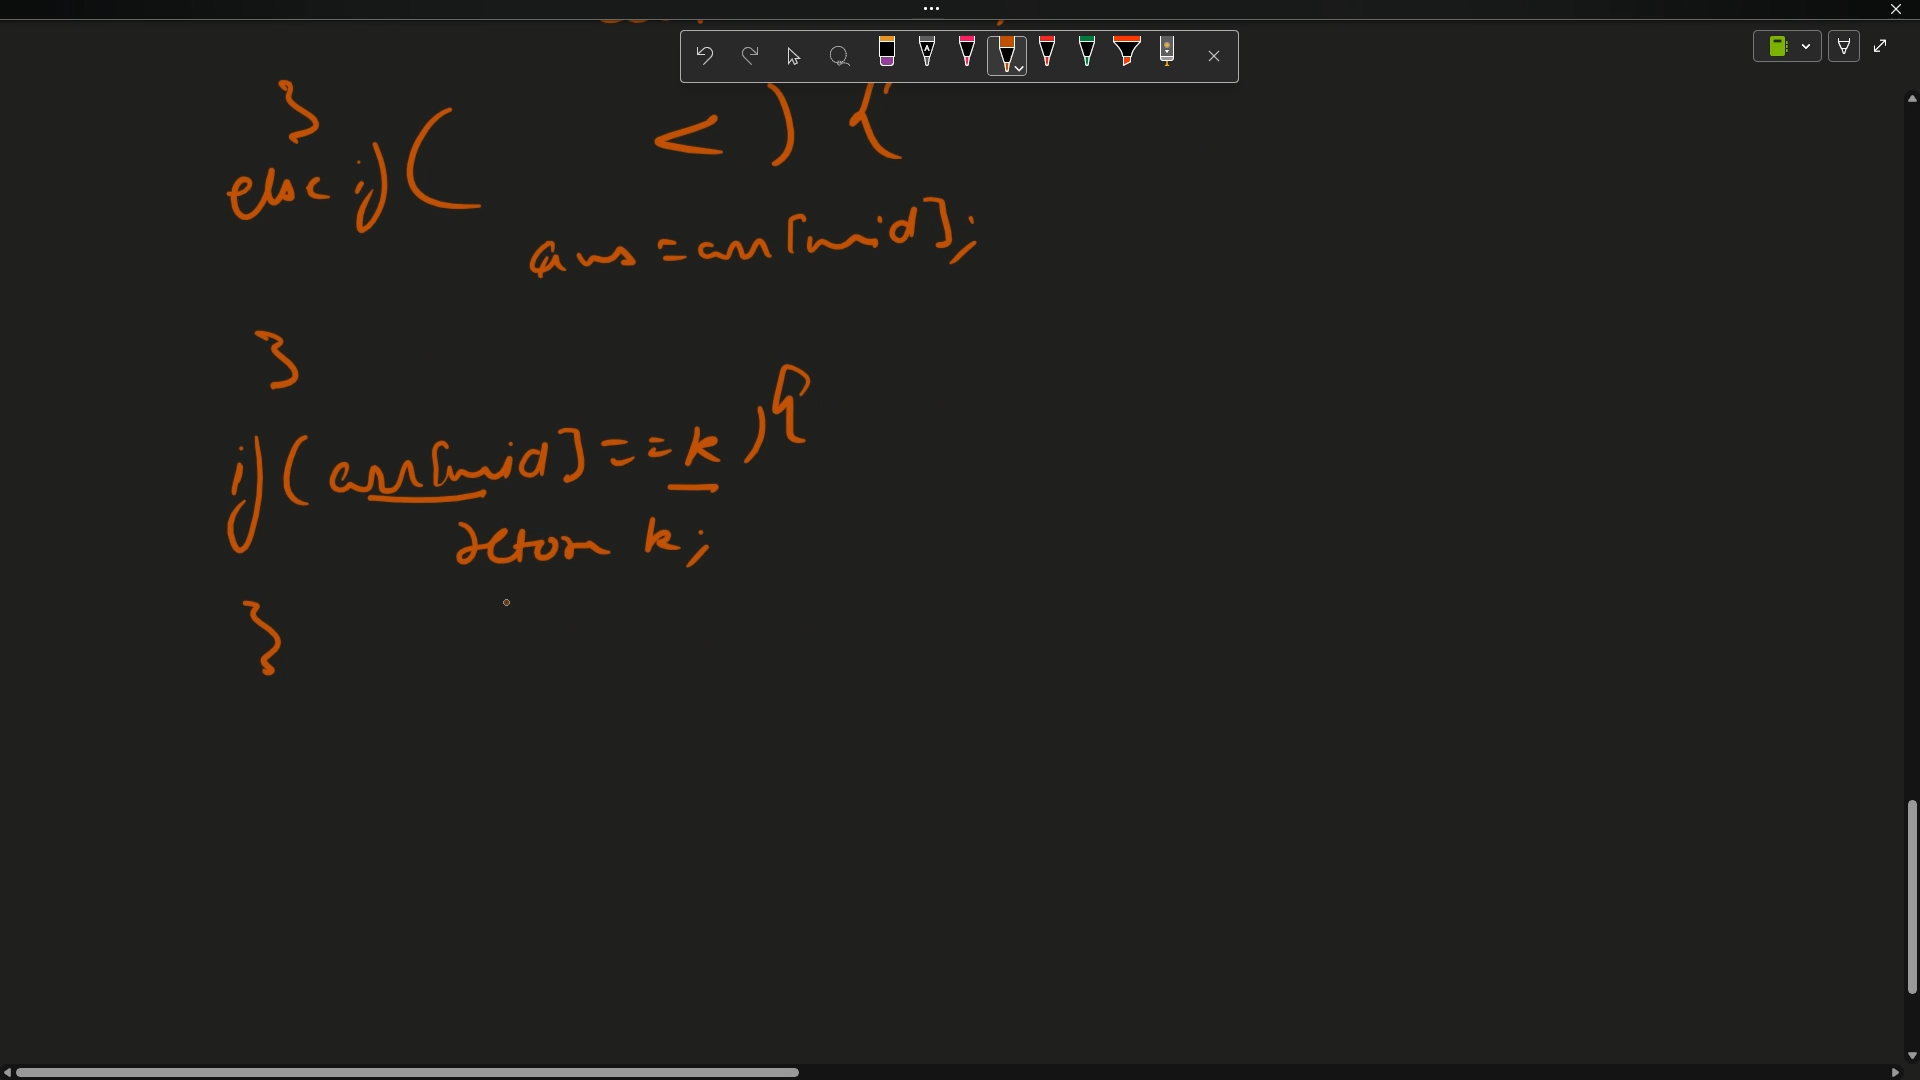 }
else if(        <) {
ans = arr[mid];
}
if(arr[mid] == k){
return k;
}